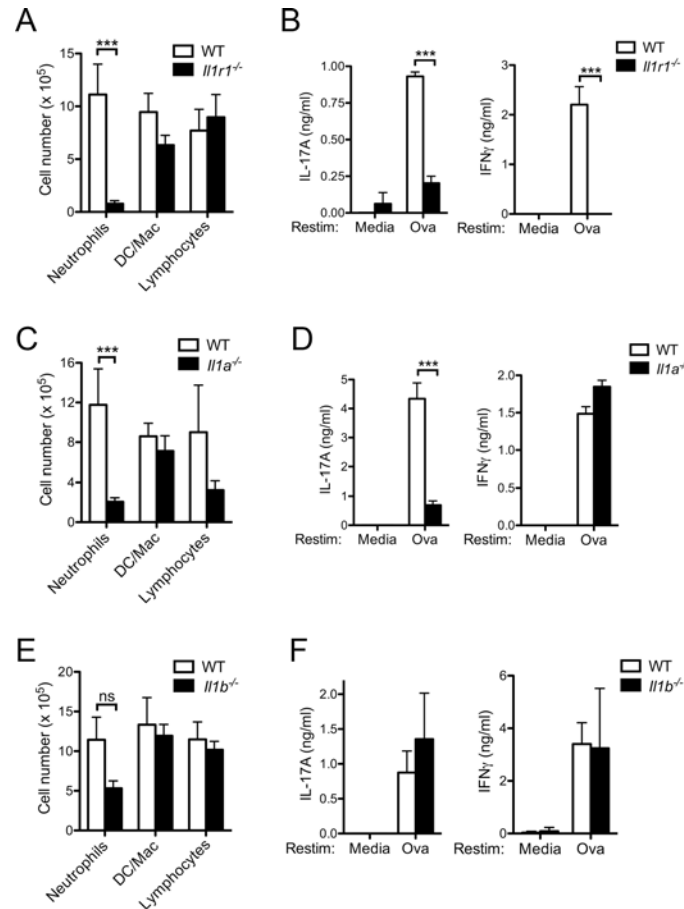 A
WT
Il1r1-/-
***
Cell number (x 10^5)
15
10
5
0
Neutrophils
DC/Mac
Lymphocytes
B
WT
Il1r1-/-
***
IL-17A (ng/ml)
1.00
0.75
0.50
0.25
0.00
Restim: Media Ova
***
IFNγ (ng/ml)
3
2
1
0
Restim: Media Ova
C
WT
Il1a-/-
***
Cell number (x 10^5)
16
12
8
4
0
Neutrophils
DC/Mac
Lymphocytes
D
WT
Il1a-/
***
IL-17A (ng/ml)
5
4
3
2
1
0
Restim: Media Ova
IFNγ (ng/ml)
2.0
1.5
1.0
0.5
0.0
Restim: Media Ova
E
WT
Il1b-/-
ns
Cell number (x 10^5)
20
15
10
5
0
Neutrophils
DC/Mac
Lymphocytes
F
WT
Il1b-/-
IL-17A (ng/ml)
2.0
1.5
1.0
0.5
0.0
Restim: Media Ova
IFNγ (ng/ml)
6
4
2
0
Restim: Media Ova